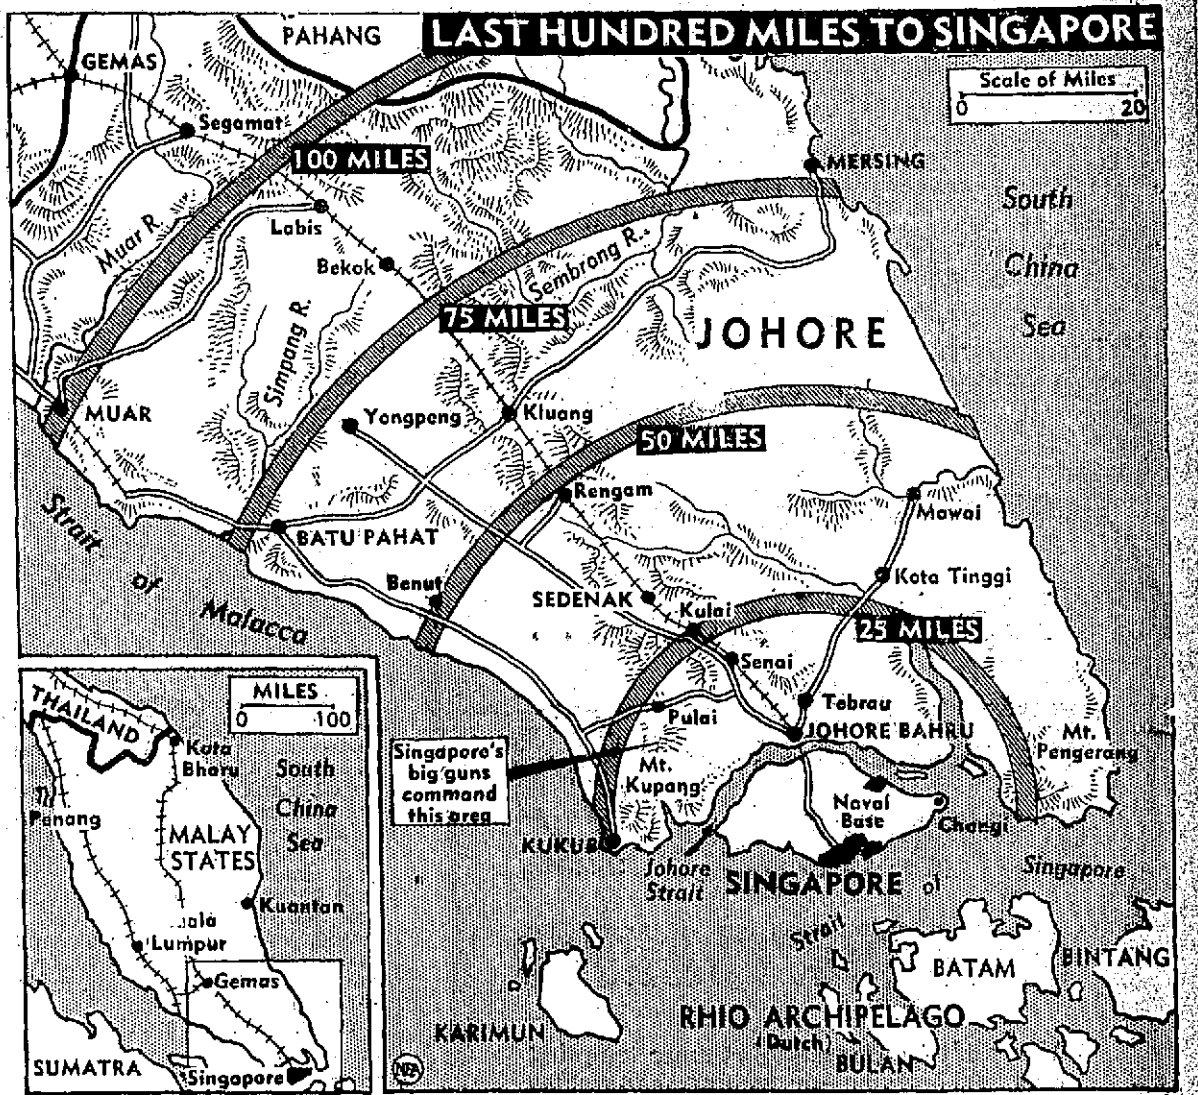 LAST HUNDRED MILES TO SINGAPORE
PAHANG
GEMAS
Scale of Miles
0 20
Segamat
100 MILES
MERSING
South
China
Sea
Muar R.
Labis
Bekok
Sembrong R.
75 MILES
JOHORE
Simpang R.
MUAR
Yongpeng
Kluang
50 MILES
Rengam
Mawai
Strait
of
Malacca
BATU PAHAT
Benut
SEDENAK
Kota Tinggi
Kulai
25 MILES
Senai
Tebrau
Pulai
JOHORE BAHRU
Mt.
Pengerang
Singapore's
big guns
command
this area
Mt.
Kupang
Naval
Base
Changi
KUKUB
Johore
Strait
SINGAPORE
Singapore
of
Strait
BATAM
BINTANG
KARIMUN
RHIO ARCHIPELAGO
(Dutch)
BULAN
NEA
MILES
0 100
THAILAND
Kota
Bharu
South
China
Sea
Penang
MALAY
STATES
Kuantan
ala
Lumpur
Gemas
SUMATRA
Singapore